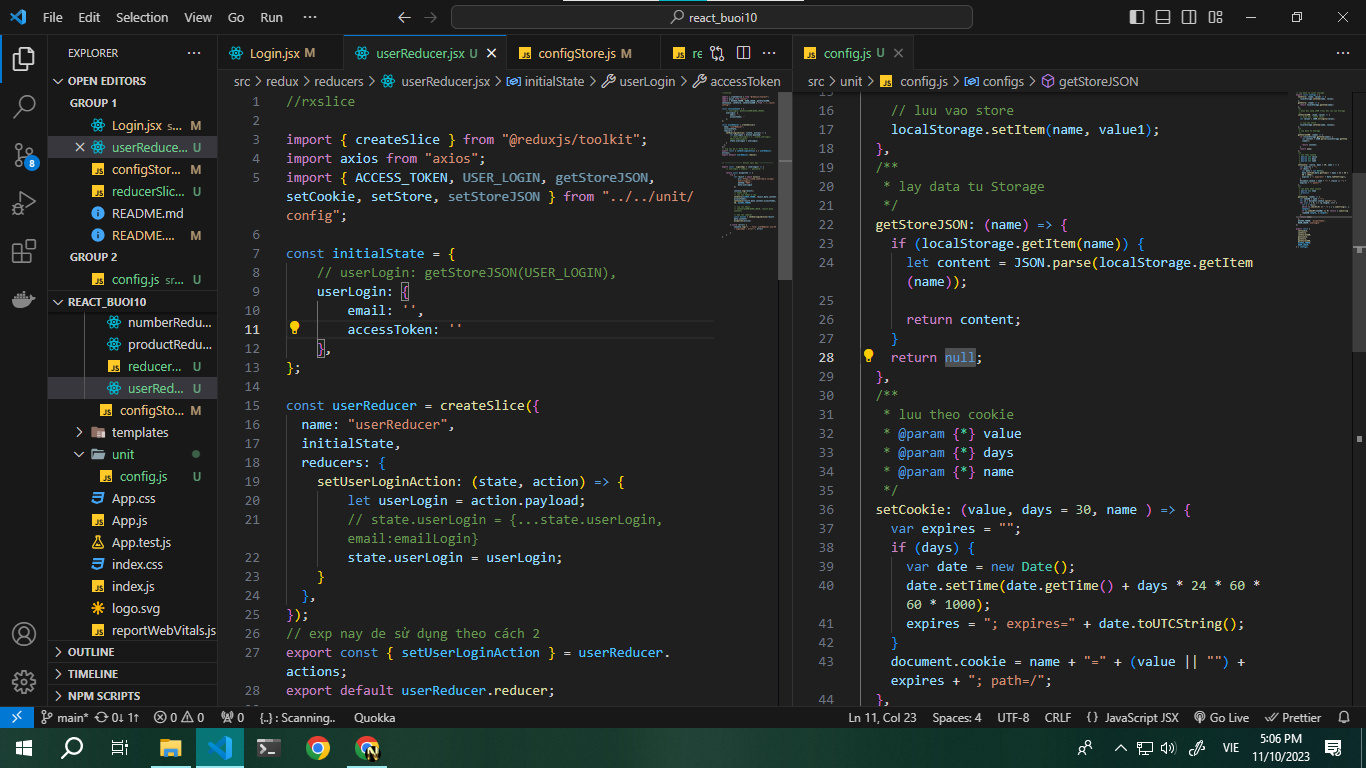 File Edit Selection View Go Run ···
react_buoi10
EXPLORER
OPEN EDITORS
GROUP 1
Login.jsx s... M
userReduce... U
configStor... M
reducerSlic... U
README.md
README.... M
GROUP 2
config.js sr... U
REACT_BUOI10
numberRedu...
productRedu...
reducer... U
userRed... U
configSto... M
templates
unit
config.js U
App.css
App.js
App.test.js
index.css
index.js
logo.svg
reportWebVitals.js
OUTLINE
TIMELINE
NPM SCRIPTS
8
Login.jsx M
userReducer.jsx U
configStore.js M
re
src > redux > reducers > userReducer.jsx > initialState > userLogin > accessToken
1 //rxslice
2
3 import { createSlice } from "@reduxjs/toolkit";
4 import axios from "axios";
5 import { ACCESS_TOKEN, USER_LOGIN, getStoreJSON,
setCookie, setStore, setStoreJSON } from "../../unit/
config";
6
7 const initialState = {
8 // userLogin: getStoreJSON(USER_LOGIN),
9 userLogin: {
10 email: '',
11 accessToken: ''
12 },
13 };
14
15 const userReducer = createSlice({
16 name: "userReducer",
17 initialState,
18 reducers: {
19 setUserLoginAction: (state, action) => {
20 let userLogin = action.payload;
21 // state.userLogin = {...state.userLogin,
email:emailLogin}
22 state.userLogin = userLogin;
23 }
24 },
25 });
26 // exp nay de sử dụng theo cách 2
27 export const { setUserLoginAction } = userReducer.
actions;
28 export default userReducer.reducer;
config.js U
src > unit > config.js > configs > getStoreJSON
15
16 // luu vao store
17 localStorage.setItem(name, value1);
18 },
19 /**
20 * lay data tu Storage
21 */
22 getStoreJSON: (name) => {
23 if (localStorage.getItem(name)) {
24 let content = JSON.parse(localStorage.getItem
(name));
25
26 return content;
27 }
28 return null;
29 },
30 /**
31 * luu theo cookie
32 * @param {*} value
33 * @param {*} days
34 * @param {*} name
35 */
36 setCookie: (value, days = 30, name ) => {
37 var expires = "";
38 if (days) {
39 var date = new Date();
40 date.setTime(date.getTime() + days * 24 * 60 *
60 * 1000);
41 expires = "; expires=" + date.toUTCString();
42 }
43 document.cookie = name + "=" + (value || "") +
expires + "; path=/";
44 },
main* 0↓ 1↑ 0 0 0 {..} : Scanning.. Quokka Ln 11, Col 23 Spaces: 4 UTF-8 CRLF {} JavaScript JSX Go Live Prettier
VIE
5:06 PM
11/10/2023